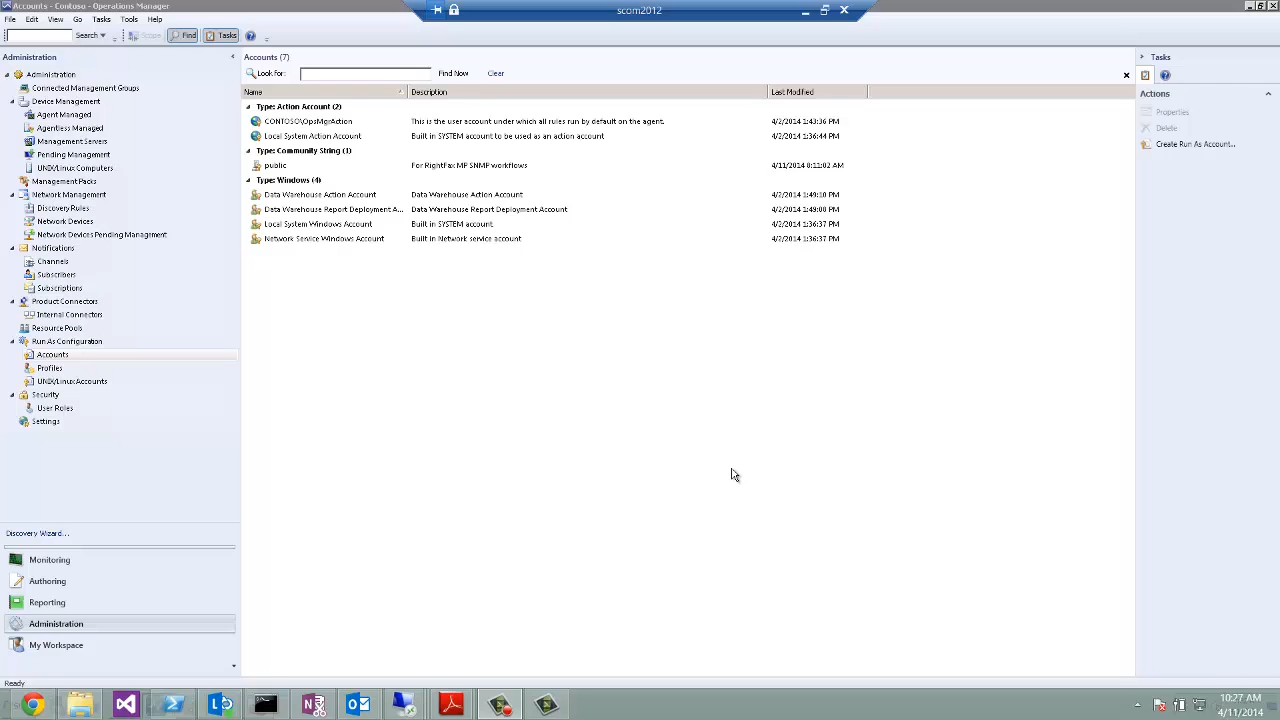 Accounts - Contoso - Operations Manager
scom2012
File Edit View Go Tasks Tools Help
Search Scope Find Tasks
Administration
Administration
Connected Management Groups
Device Management
Agent Managed
Agentless Managed
Management Servers
Pending Management
UNIX/Linux Computers
Management Packs
Network Management
Discovery Rules
Network Devices
Network Devices Pending Management
Notifications
Channels
Subscribers
Subscriptions
Product Connectors
Internal Connectors
Resource Pools
Run As Configuration
Accounts
Profiles
UNIX/Linux Accounts
Security
User Roles
Settings
Discovery Wizard...
Monitoring
Authoring
Reporting
Administration
My Workspace
Ready
Accounts (7)
Look for: Find Now Clear
Name Description Last Modified
Type: Action Account (2)
CONTOSO\OpsMgrAction This is the user account under which all rules run by default on the agent. 4/2/2014 1:43:36 PM
Local System Action Account Built in SYSTEM account to be used as an action account 4/2/2014 1:36:44 PM
Type: Community String (1)
public For RightFax MP SNMP workflows 4/11/2014 8:11:02 AM
Type: Windows (4)
Data Warehouse Action Account Data Warehouse Action Account 4/2/2014 1:49:10 PM
Data Warehouse Report Deployment A... Data Warehouse Report Deployment Account 4/2/2014 1:49:08 PM
Local System Windows Account Built in SYSTEM account 4/2/2014 1:36:37 PM
Network Service Windows Account Built in Network service account 4/2/2014 1:36:37 PM
Tasks
Actions
Properties
Delete
Create Run As Account...
10:27 AM
4/11/2014